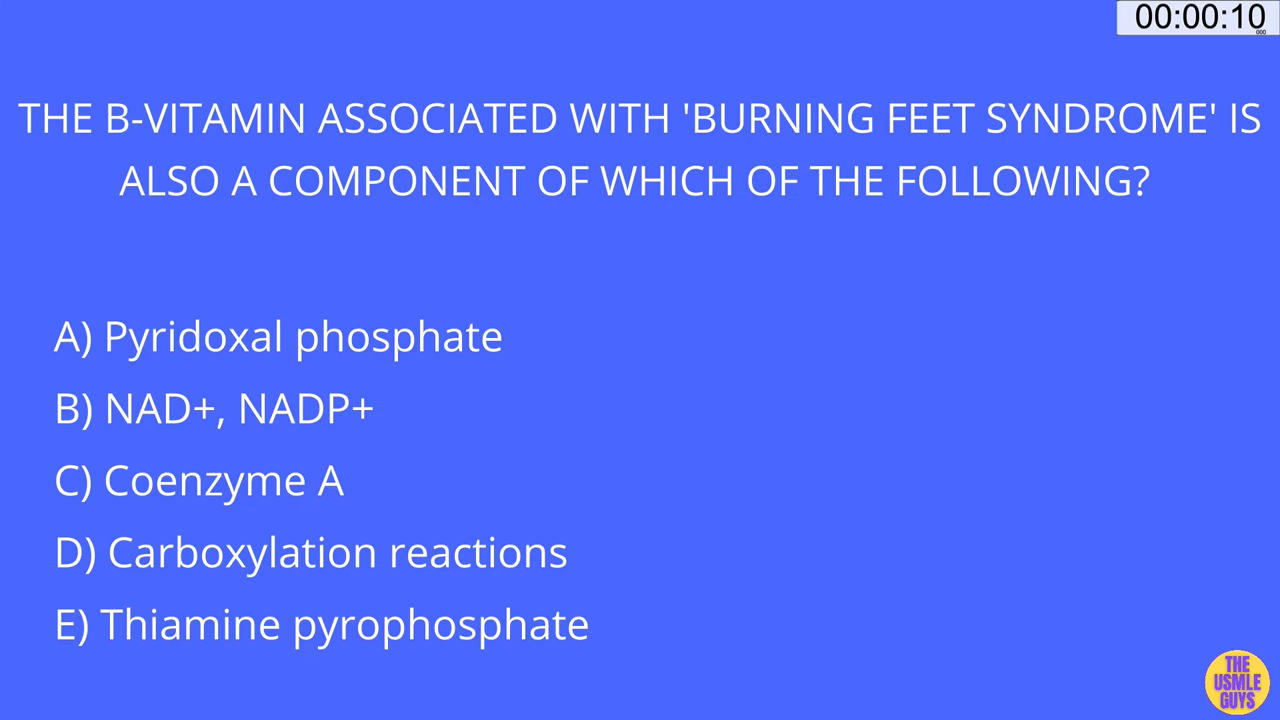 00:00:10
000
THE B-VITAMIN ASSOCIATED WITH 'BURNING FEET SYNDROME' IS
ALSO A COMPONENT OF WHICH OF THE FOLLOWING?
A) Pyridoxal phosphate
B) NAD+, NADP+
C) Coenzyme A
D) Carboxylation reactions
E) Thiamine pyrophosphate
THE
USMLE
GUYS